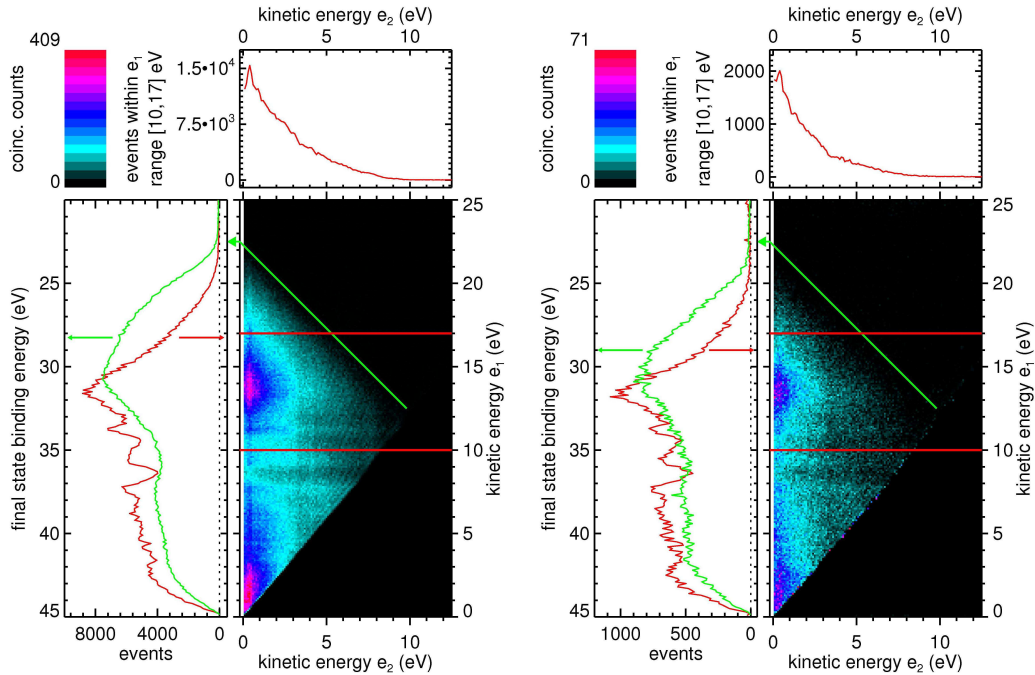 kinetic energy e₂ (eV)
0 5 10
409
0
coinc. counts
events within e₁
range [10,17] eV
1.5•10⁴
7.5•10³
0
25
30
35
40
45
final state binding energy (eV)
8000 4000 0
events
25
20
15
10
5
0
kinetic energy e₁ (eV)
0 5 10
kinetic energy e₂ (eV)
kinetic energy e₂ (eV)
0 5 10
71
0
coinc. counts
events within e₁
range [10,17] eV
2000
1000
0
25
30
35
40
45
final state binding energy (eV)
1000 500 0
events
25
20
15
10
5
0
kinetic energy e₁ (eV)
0 5 10
kinetic energy e₂ (eV)